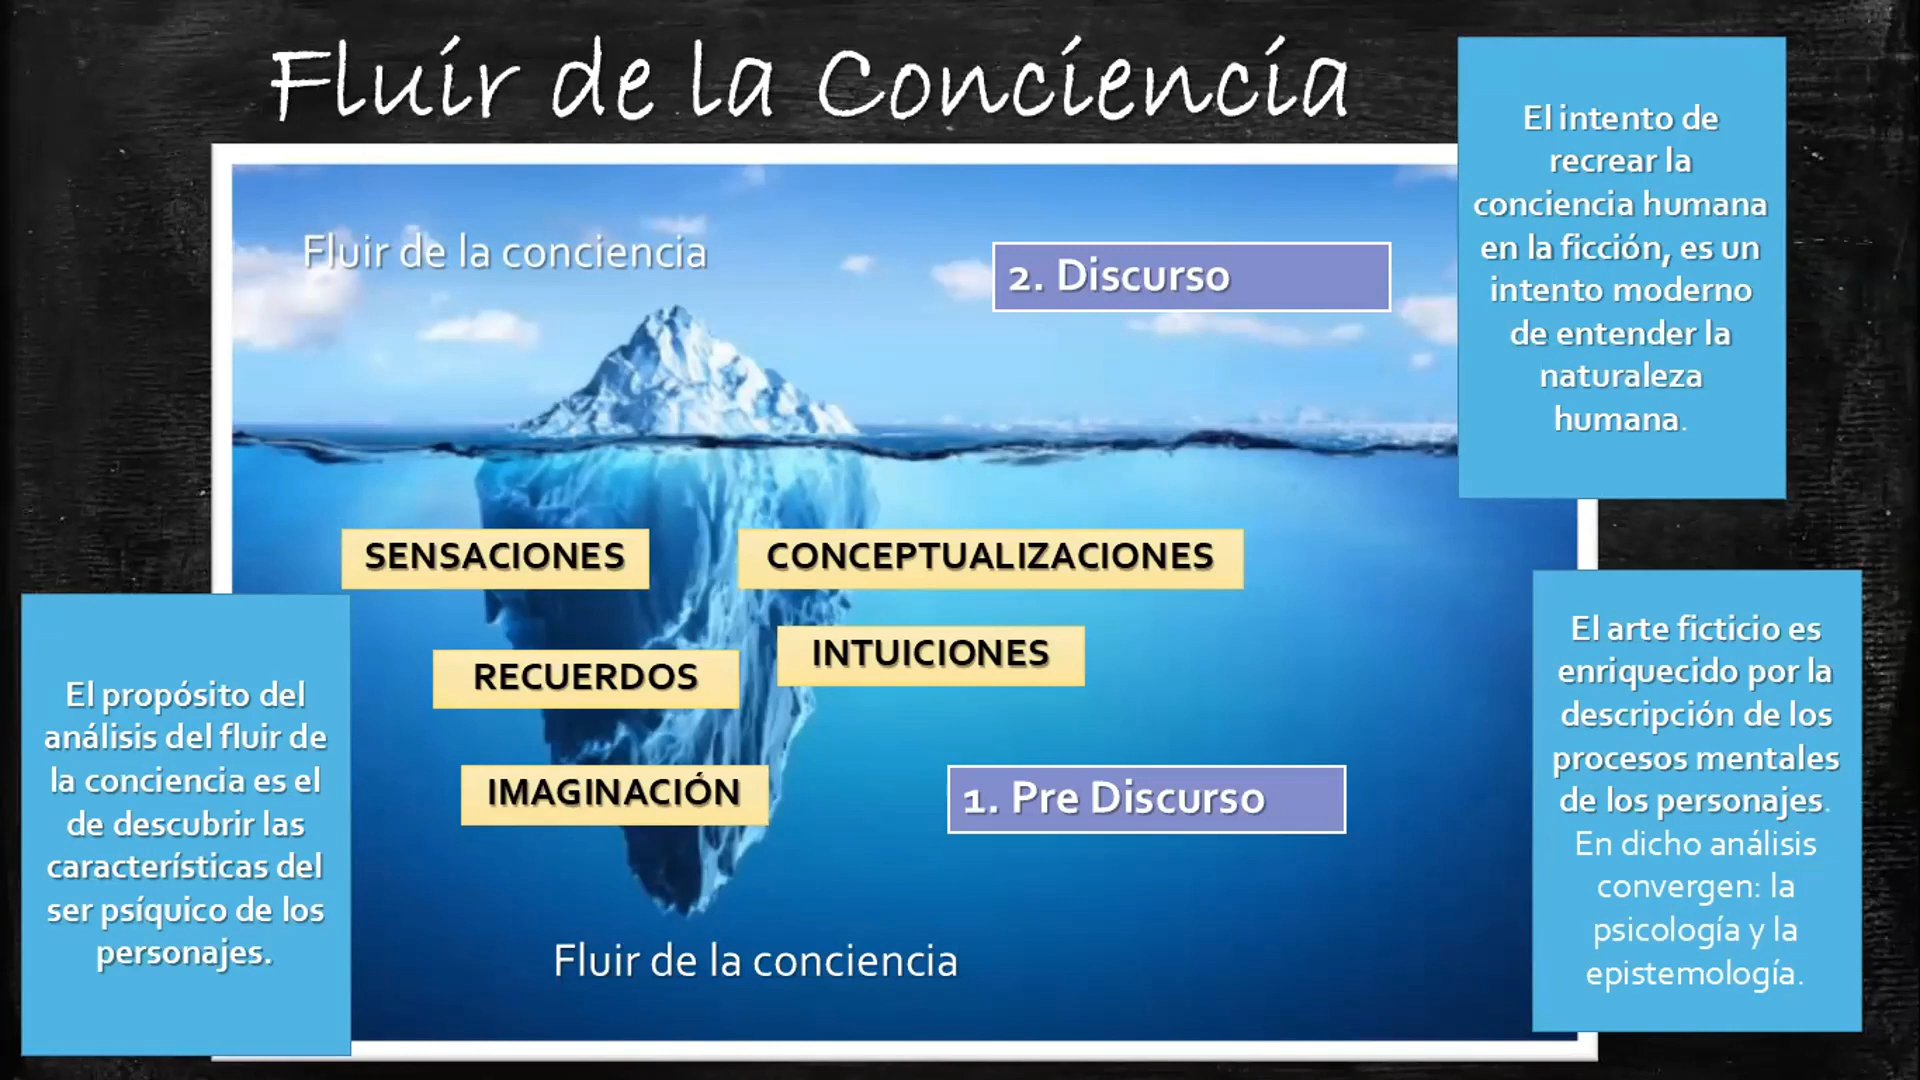 Fluir de la Conciencia
El intento de
recrear la
conciencia humana
en la ficción, es un
intento moderno
de entender la
naturaleza
humana.
Fluir de la conciencia
2. Discurso
SENSACIONES
CONCEPTUALIZACIONES
RECUERDOS
INTUICIONES
IMAGINACIÓN
1. Pre Discurso
Fluir de la conciencia
El propósito del
análisis del fluir de
la conciencia es el
de descubrir las
características del
ser psíquico de los
personajes.
El arte ficticio es
enriquecido por la
descripción de los
procesos mentales
de los personajes.
En dicho análisis
convergen: la
psicología y la
epistemología.